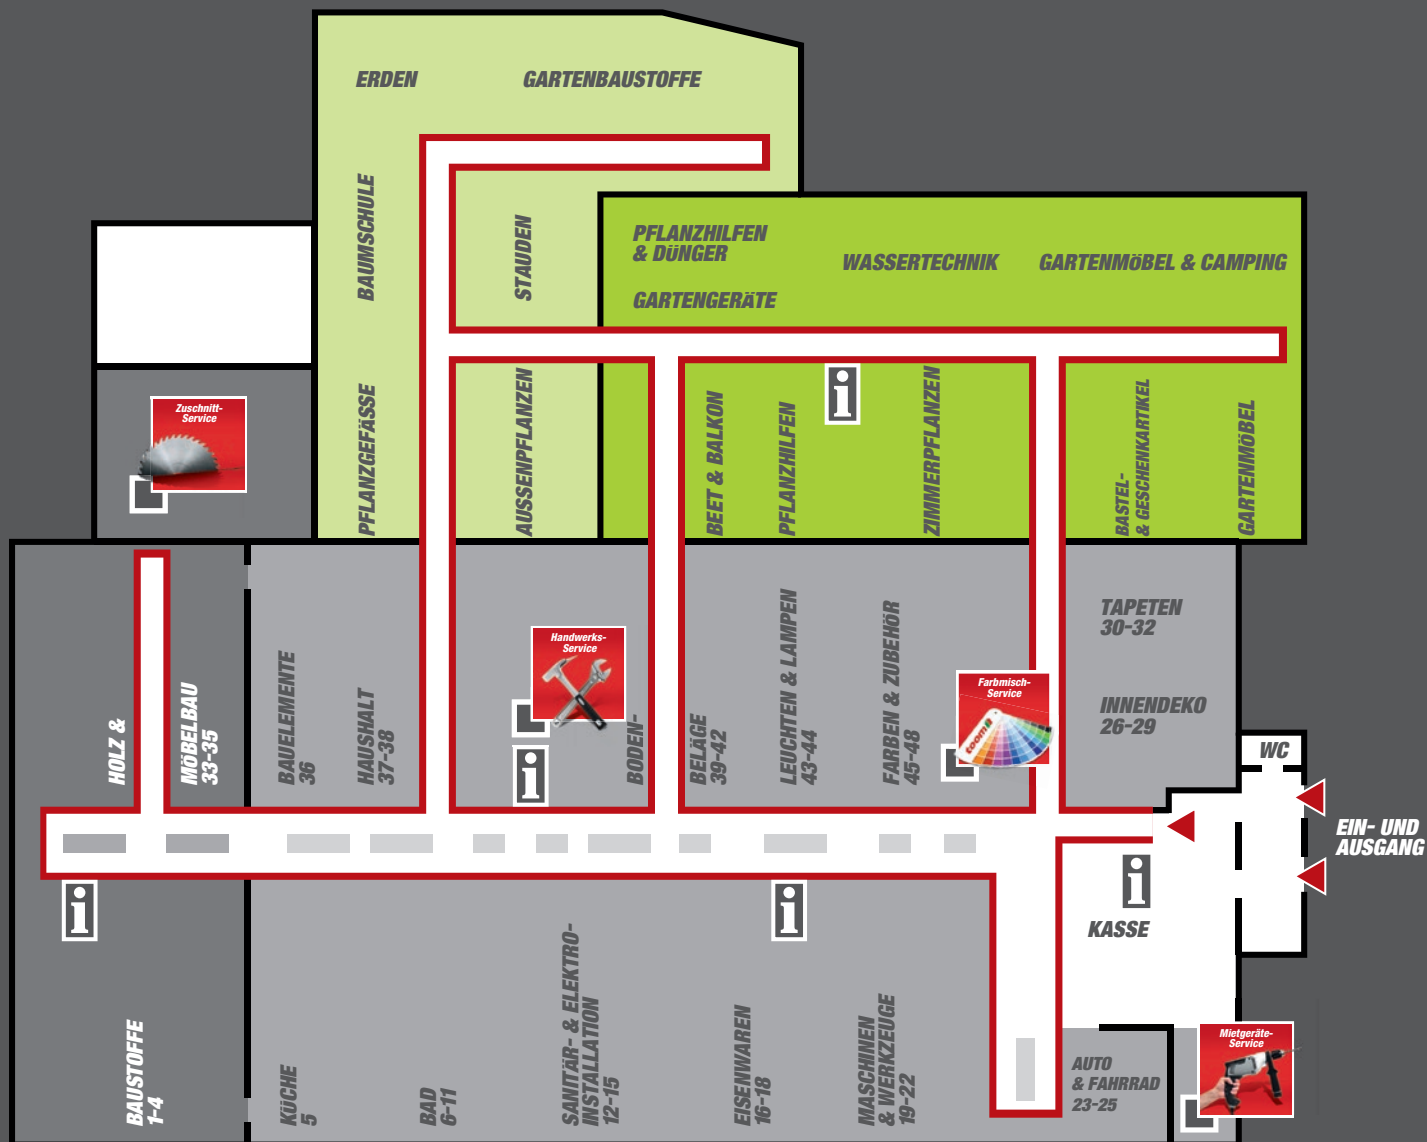 ERDEN
GARTENBAUSTOFFE
BAUMSCHULE
STAUDEN
PFLANZHILFEN
& DÜNGER
GARTENGERÄTE
WASSERTECHNIK
GARTENMÖBEL & CAMPING
Zuschnitt-
Service
PFLANZGEFÄSSE
AUSSENPFLANZEN
BEET & BALKON
PFLANZHILFEN
i
ZIMMERPFLANZEN
BASTEL-
& GESCHENKARTIKEL
GARTENMÖBEL
HOLZ &
MÖBELBAU
33-35
BAUELEMENTE
36
HAUSHALT
37-38
Handwerks-
Service
i
BODEN-
BELÄGE
39-42
LEUCHTEN & LAMPEN
43-44
FARBEN & ZUBEHÖR
45-48
Farbmisch-
Service
toom
TAPETEN
30-32
INNENDEKO
26-29
WC
EIN- UND
AUSGANG
i
i
i
KASSE
BAUSTOFFE
1-4
KÜCHE
5
BAD
6-11
SANITÄR- & ELEKTRO-
INSTALLATION
12-15
EISENWAREN
16-18
MASCHINEN
& WERKZEUGE
19-22
AUTO
& FAHRRAD
23-25
Mietgeräte-
Service